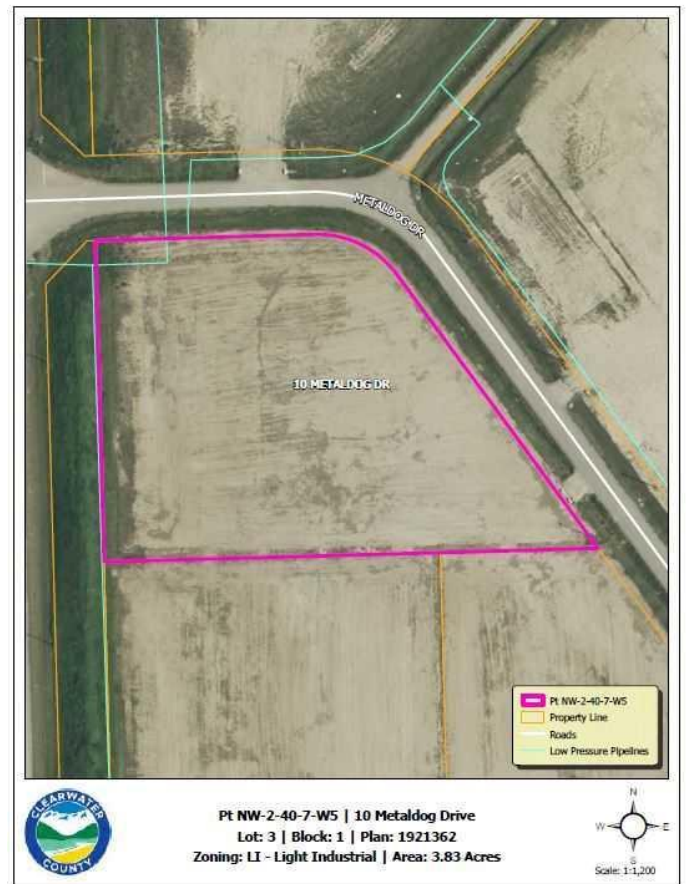 METALDOG DR
10 METALDOG DR
Pt NW-2-40-7-W5
Property Line
Roads
Low Pressure Pipelines
CLEARWATER
COUNTY
Pt NW-2-40-7-W5 | 10 Metaldog Drive
Lot: 3 | Block: 1 | Plan: 1921362
Zoning: LI - Light Industrial | Area: 3.83 Acres
N
W
E
S
Scale: 1:1,200